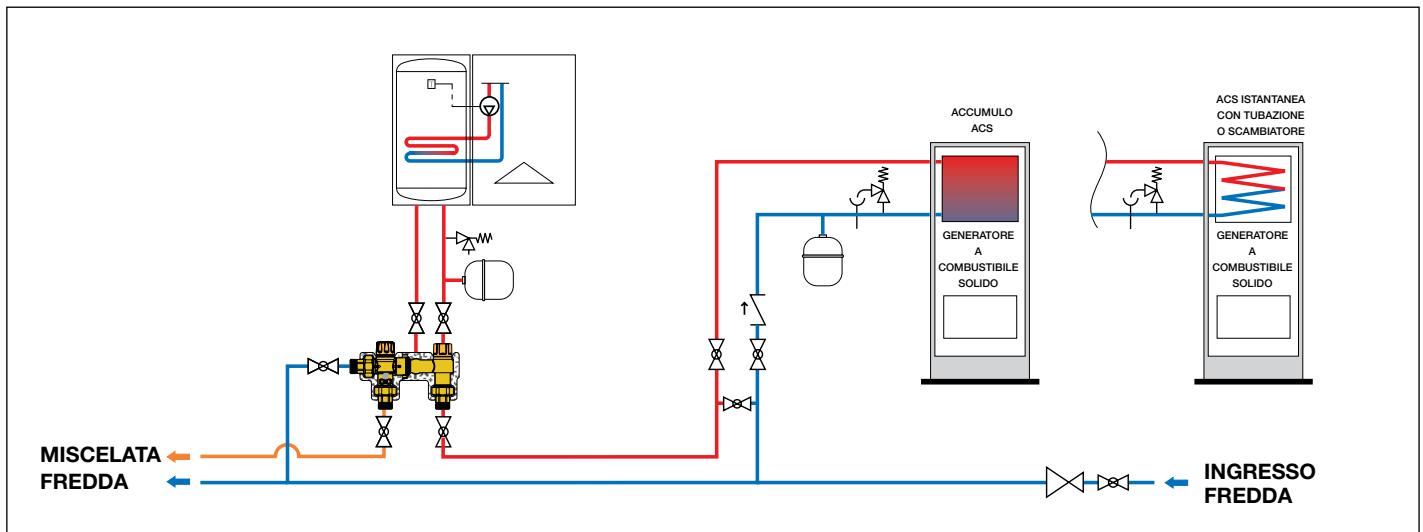 ACCUMULO
ACS
ACS ISTANTANEA
CON TUBAZIONE
O SCAMBIATORE
GENERATORE
A
COMBUSTIBILE
SOLIDO
GENERATORE
A
COMBUSTIBILE
SOLIDO
MISCELATA
FREDDA
INGRESSO
FREDDA